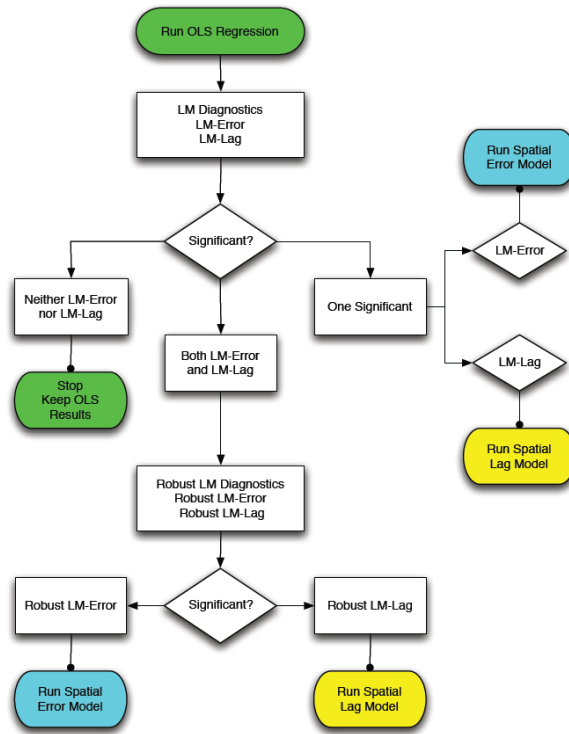 Run OLS Regression
LM Diagnostics
LM-Error
LM-Lag
Significant?
Neither LM-Error
nor LM-Lag
Stop
Keep OLS
Results
Both LM-Error
and LM-Lag
One Significant
LM-Error
Run Spatial
Error Model
LM-Lag
Run Spatial
Lag Model
Robust LM Diagnostics
Robust LM-Error
Robust LM-Lag
Significant?
Robust LM-Error
Run Spatial
Error Model
Robust LM-Lag
Run Spatial
Lag Model